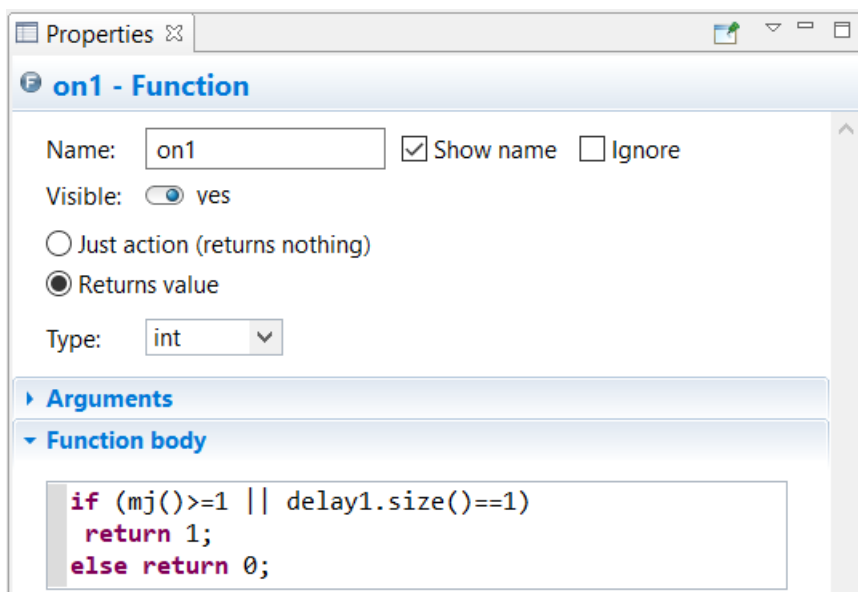 Properties
on1 - Function
Name: on1 Show name Ignore
Visible: yes
Just action (returns nothing)
Returns value
Type: int
Arguments
Function body
if (mj()>=1 || delay1.size()==1)
return 1;
else return 0;